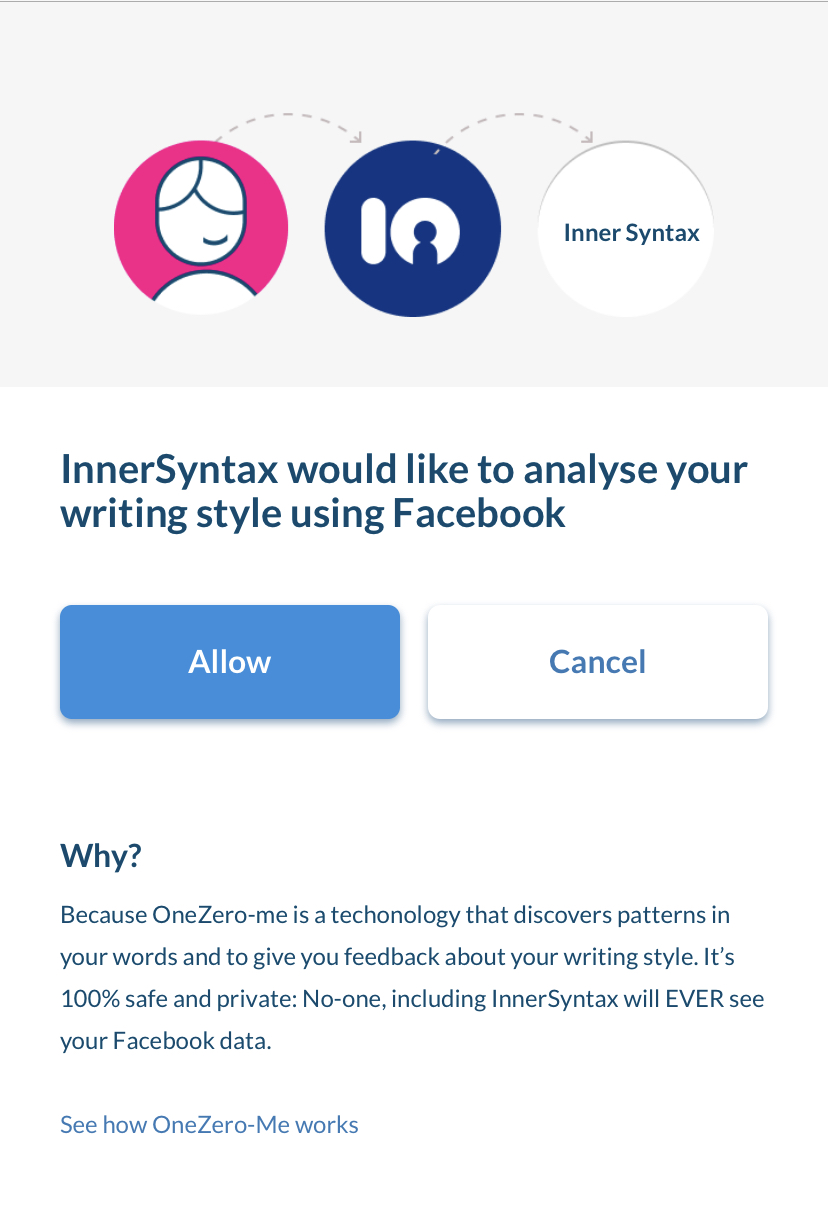 Inner Syntax
InnerSyntax would like to analyse your
writing style using Facebook
Allow
Cancel
Why?
Because OneZero-me is a techonology that discovers patterns in
your words and to give you feedback about your writing style. It’s
100% safe and private: No-one, including InnerSyntax will EVER see
your Facebook data.
See how OneZero-Me works